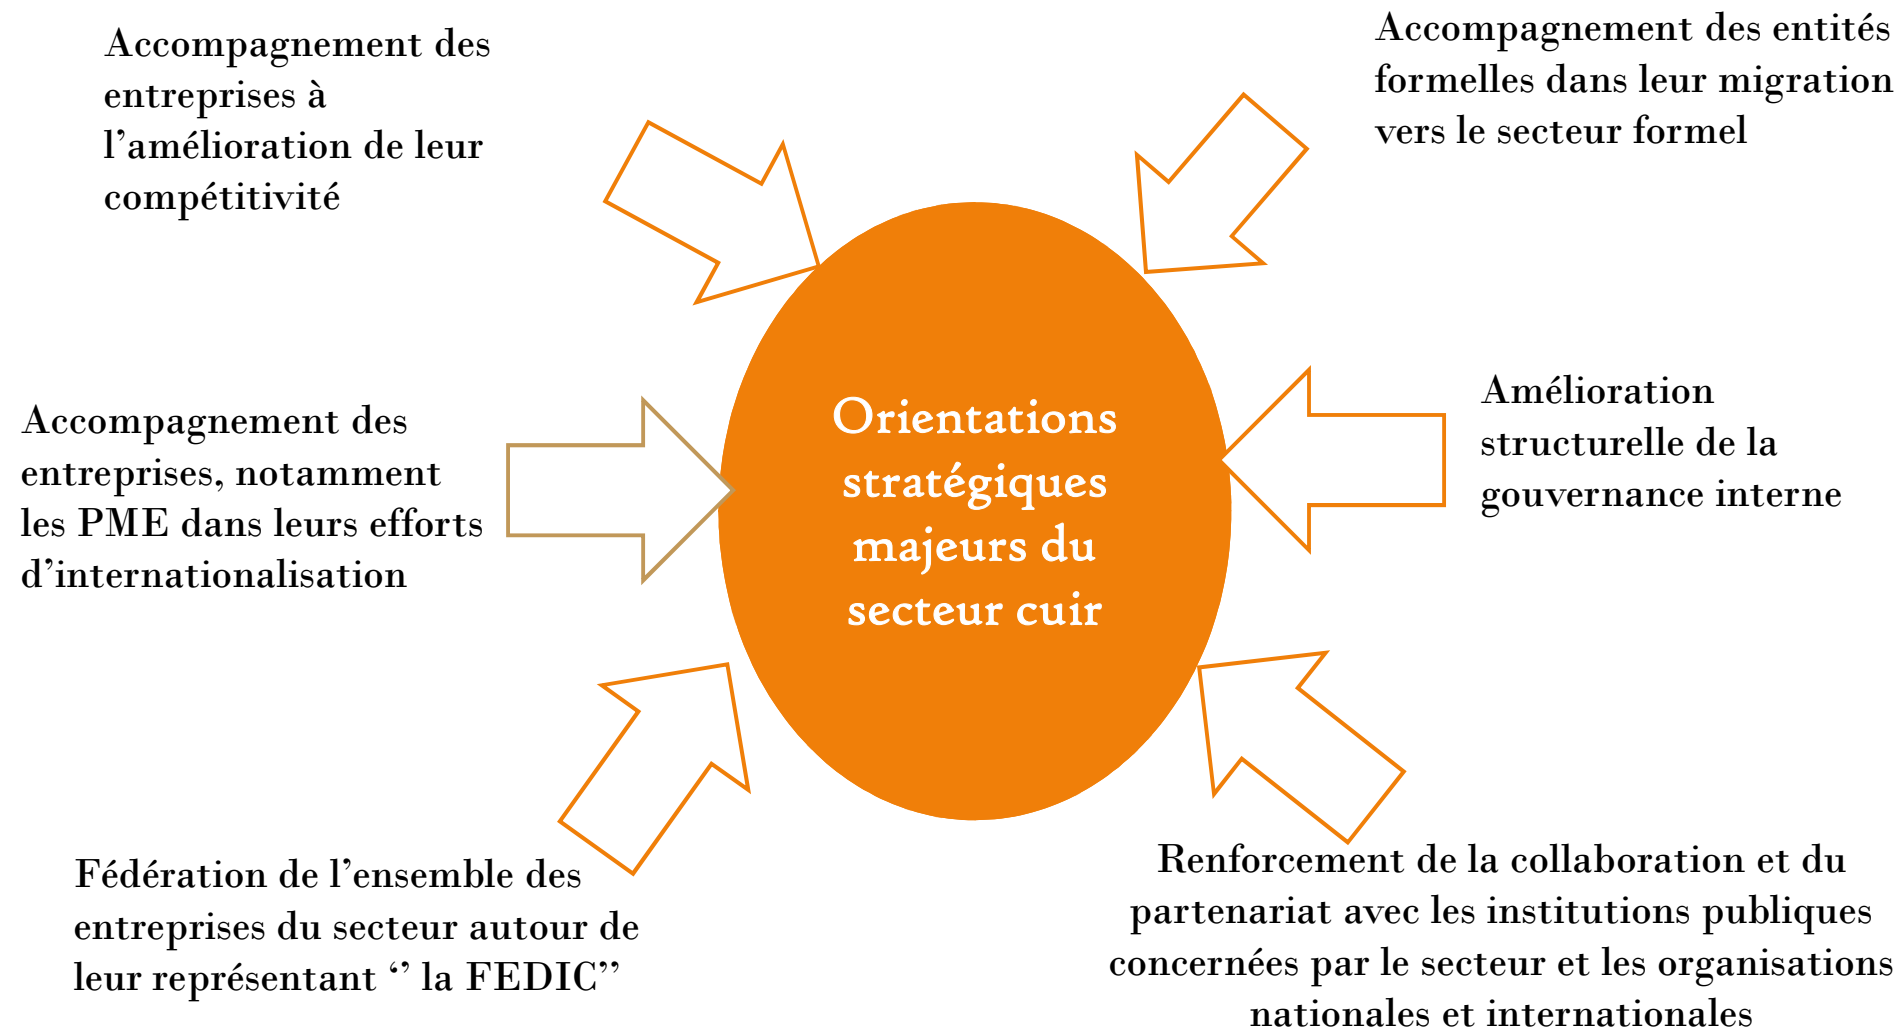 Accompagnement des
entreprises à
l’amélioration de leur
compétitivité
Accompagnement des entités
formelles dans leur migration
vers le secteur formel
Accompagnement des
entreprises, notamment
les PME dans leurs efforts
d’internationalisation
Orientations
stratégiques
majeurs du
secteur cuir
Amélioration
structurelle de la
gouvernance interne
Fédération de l’ensemble des
entreprises du secteur autour de
leur représentant ‘’ la FEDIC’’
Renforcement de la collaboration et du
partenariat avec les institutions publiques
concernées par le secteur et les organisations
nationales et internationales